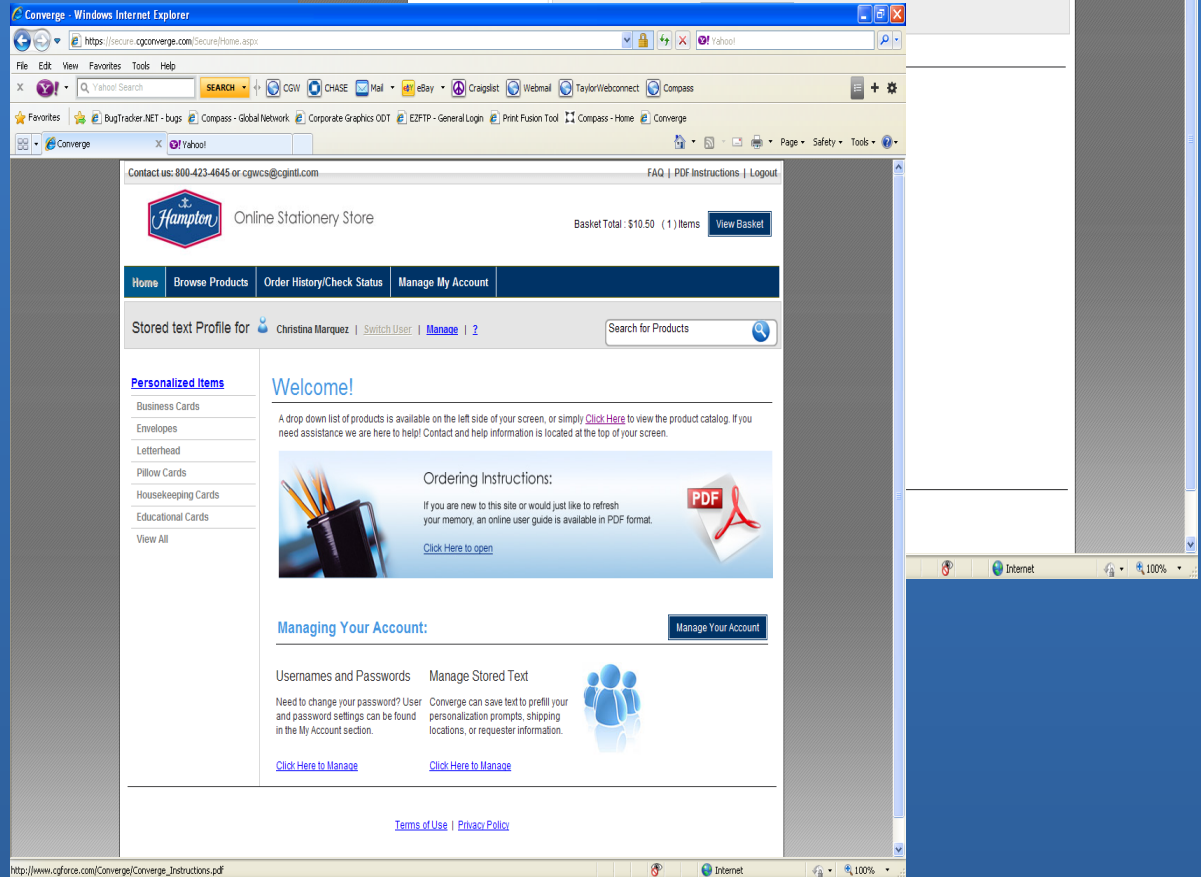 Converge - Windows Internet Explorer
https://secure.cgconverge.com/Secure/Home.aspx
Yahoo!
File Edit View Favorites Tools Help
X Y! Yahoo! Search SEARCH CGW CHASE Mail eBay Craigslist Webmail TaylorWebconnect Compass
Favorites BugTracker.NET - bugs Compass - Global Network Corporate Graphics ODT EZFTP - General Login Print Fusion Tool Compass - Home Converge
Converge X Yahoo! Page Safety Tools
Contact us: 800-423-4645 or cgwcs@cgintl.com FAQ | PDF Instructions | Logout
Hampton Online Stationery Store
Basket Total : $10.50 ( 1 ) Items View Basket
Home Browse Products Order History/Check Status Manage My Account
Stored text Profile for Christina Marquez | Switch User | Manage | ? Search for Products
Personalized Items
Business Cards
Envelopes
Letterhead
Pillow Cards
Housekeeping Cards
Educational Cards
View All
Welcome!
A drop down list of products is available on the left side of your screen, or simply Click Here to view the product catalog. If you
need assistance we are here to help! Contact and help information is located at the top of your screen.
Ordering Instructions:
If you are new to this site or would just like to refresh
your memory, an online user guide is available in PDF format.
Click Here to open
PDF
Managing Your Account: Manage Your Account
Usernames and Passwords
Need to change your password? User
and password settings can be found
in the My Account section.
Click Here to Manage
Manage Stored Text
Converge can save text to prefill your
personalization prompts, shipping
locations, or requester information.
Click Here to Manage
Terms of Use | Privacy Policy
http://www.cgforce.com/Converge/Converge_Instructions.pdf Internet 100%
Internet 100%